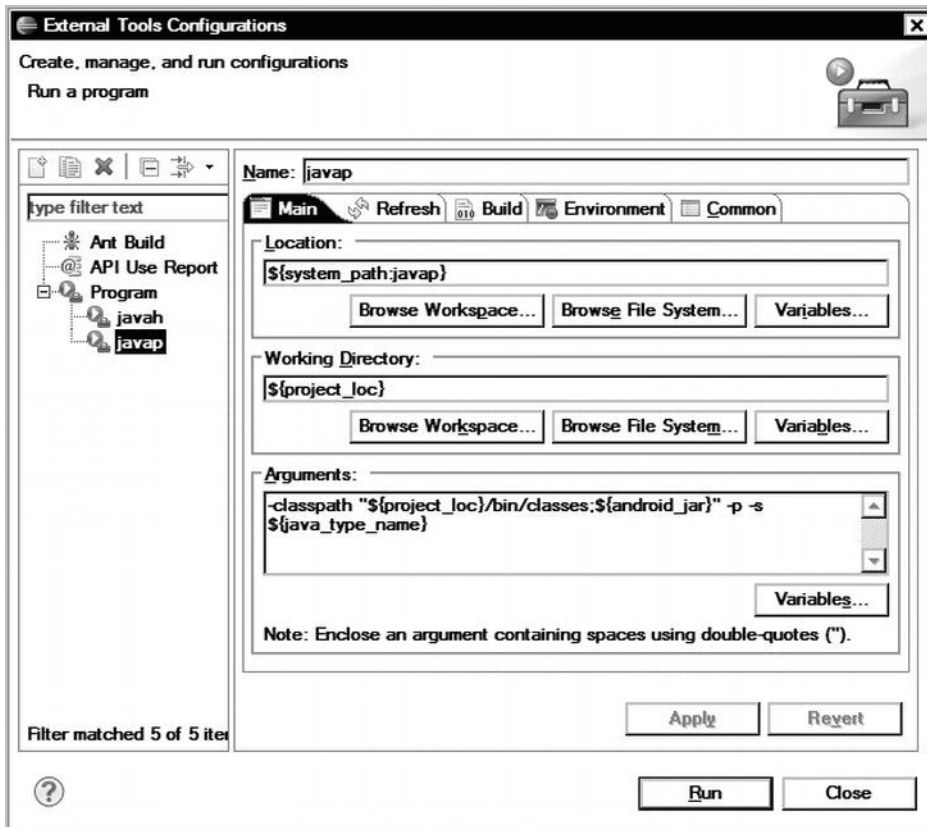 External Tools Configurations
Create, manage, and run configurations
Run a program
type filter text
Ant Build
API Use Report
Program
javah
javap
Filter matched 5 of 5 iter
Name: javap
Main Refresh Build Environment Common
Location:
${system_path:javap}
Browse Workspace... Browse File System... Variables...
Working Directory:
${project_loc}
Browse Workspace... Browse File System... Variables...
Arguments:
-classpath "${project_loc}/bin/classes;${android_jar}" -p -s
${java_type_name}
Variables...
Note: Enclose an argument containing spaces using double-quotes (").
Apply Revert
Run Close